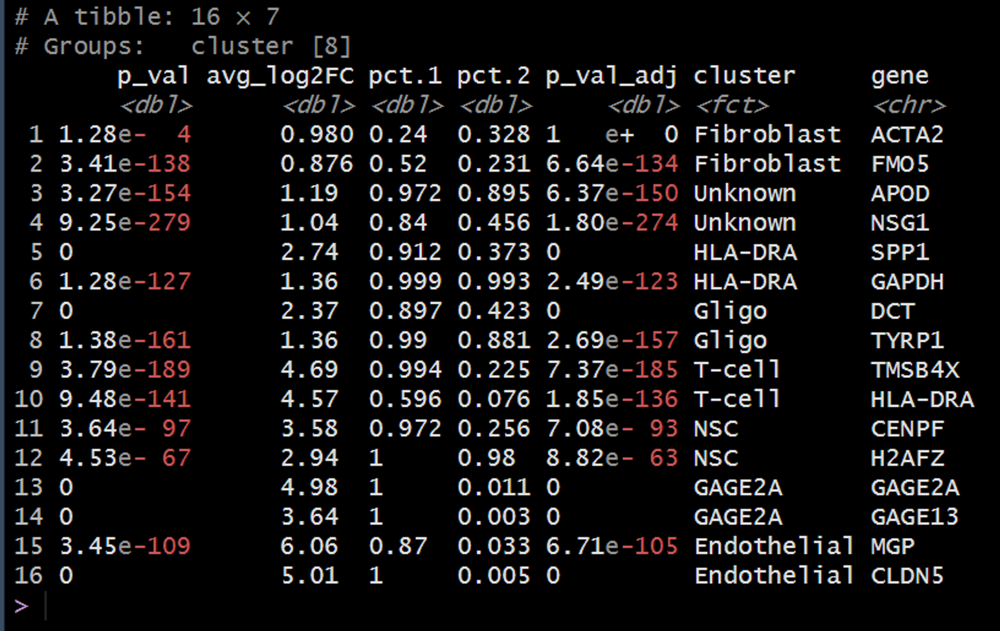 # A tibble: 16 × 7
# Groups:   cluster [8]
      p_val avg_log2FC pct.1 pct.2 p_val_adj cluster     gene
      <dbl>      <dbl> <dbl> <dbl>     <dbl> <fct>       <chr>
 1 1.28e-  4      0.980 0.24  0.328 1   e+  0 Fibroblast  ACTA2
 2 3.41e-138      0.876 0.52  0.231 6.64e-134 Fibroblast  FMO5
 3 3.27e-154      1.19  0.972 0.895 6.37e-150 Unknown     APOD
 4 9.25e-279      1.04  0.84  0.456 1.80e-274 Unknown     NSG1
 5 0              2.74  0.912 0.373 0         HLA-DRA     SPP1
 6 1.28e-127      1.36  0.999 0.993 2.49e-123 HLA-DRA     GAPDH
 7 0              2.37  0.897 0.423 0         Gligo       DCT
 8 1.38e-161      1.36  0.99  0.881 2.69e-157 Gligo       TYRP1
 9 3.79e-189      4.69  0.994 0.225 7.37e-185 T-cell      TMSB4X
10 9.48e-141      4.57  0.596 0.076 1.85e-136 T-cell      HLA-DRA
11 3.64e- 97      3.58  0.972 0.256 7.08e- 93 NSC         CENPF
12 4.53e- 67      2.94  1     0.98  8.82e- 63 NSC         H2AFZ
13 0              4.98  1     0.011 0         GAGE2A      GAGE2A
14 0              3.64  1     0.003 0         GAGE2A      GAGE13
15 3.45e-109      6.06  0.87  0.033 6.71e-105 Endothelial MGP
16 0              5.01  1     0.005 0         Endothelial CLDN5
>